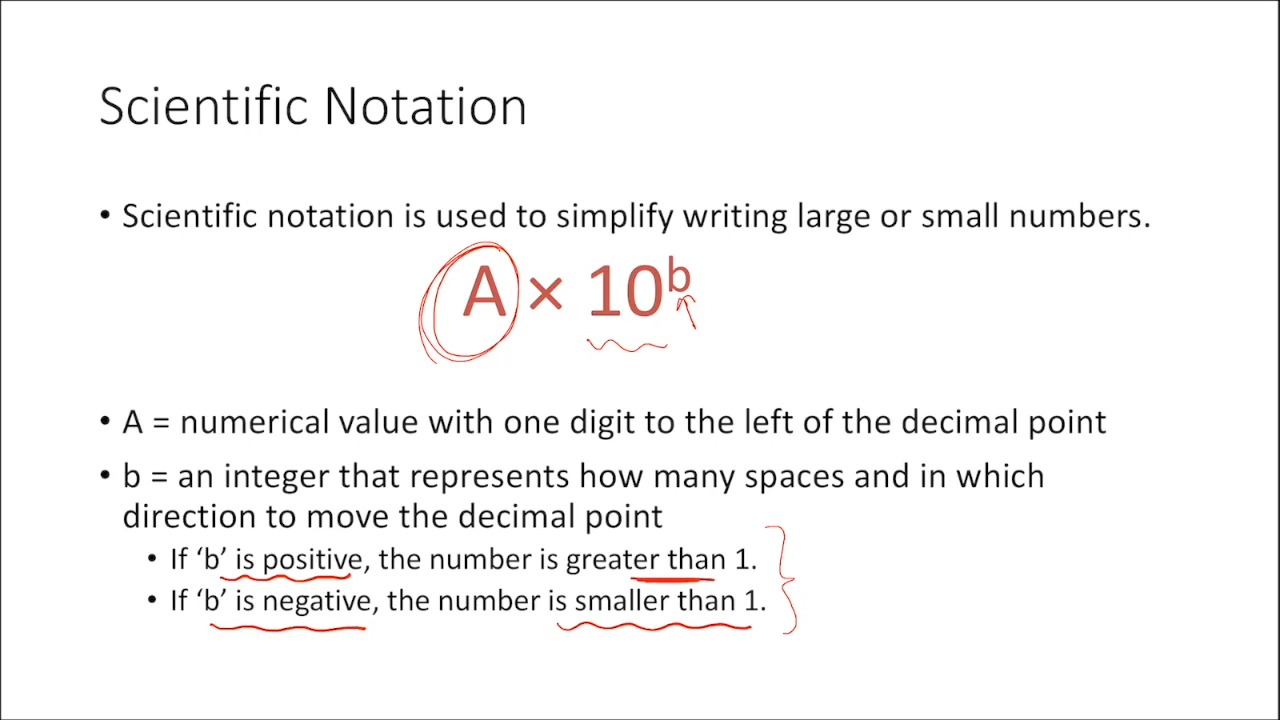 Scientific Notation
• Scientific notation is used to simplify writing large or small numbers.
A × 10ᵇ
• A = numerical value with one digit to the left of the decimal point
• b = an integer that represents how many spaces and in which
direction to move the decimal point
• If ‘b’ is positive, the number is greater than 1.
• If ‘b’ is negative, the number is smaller than 1.